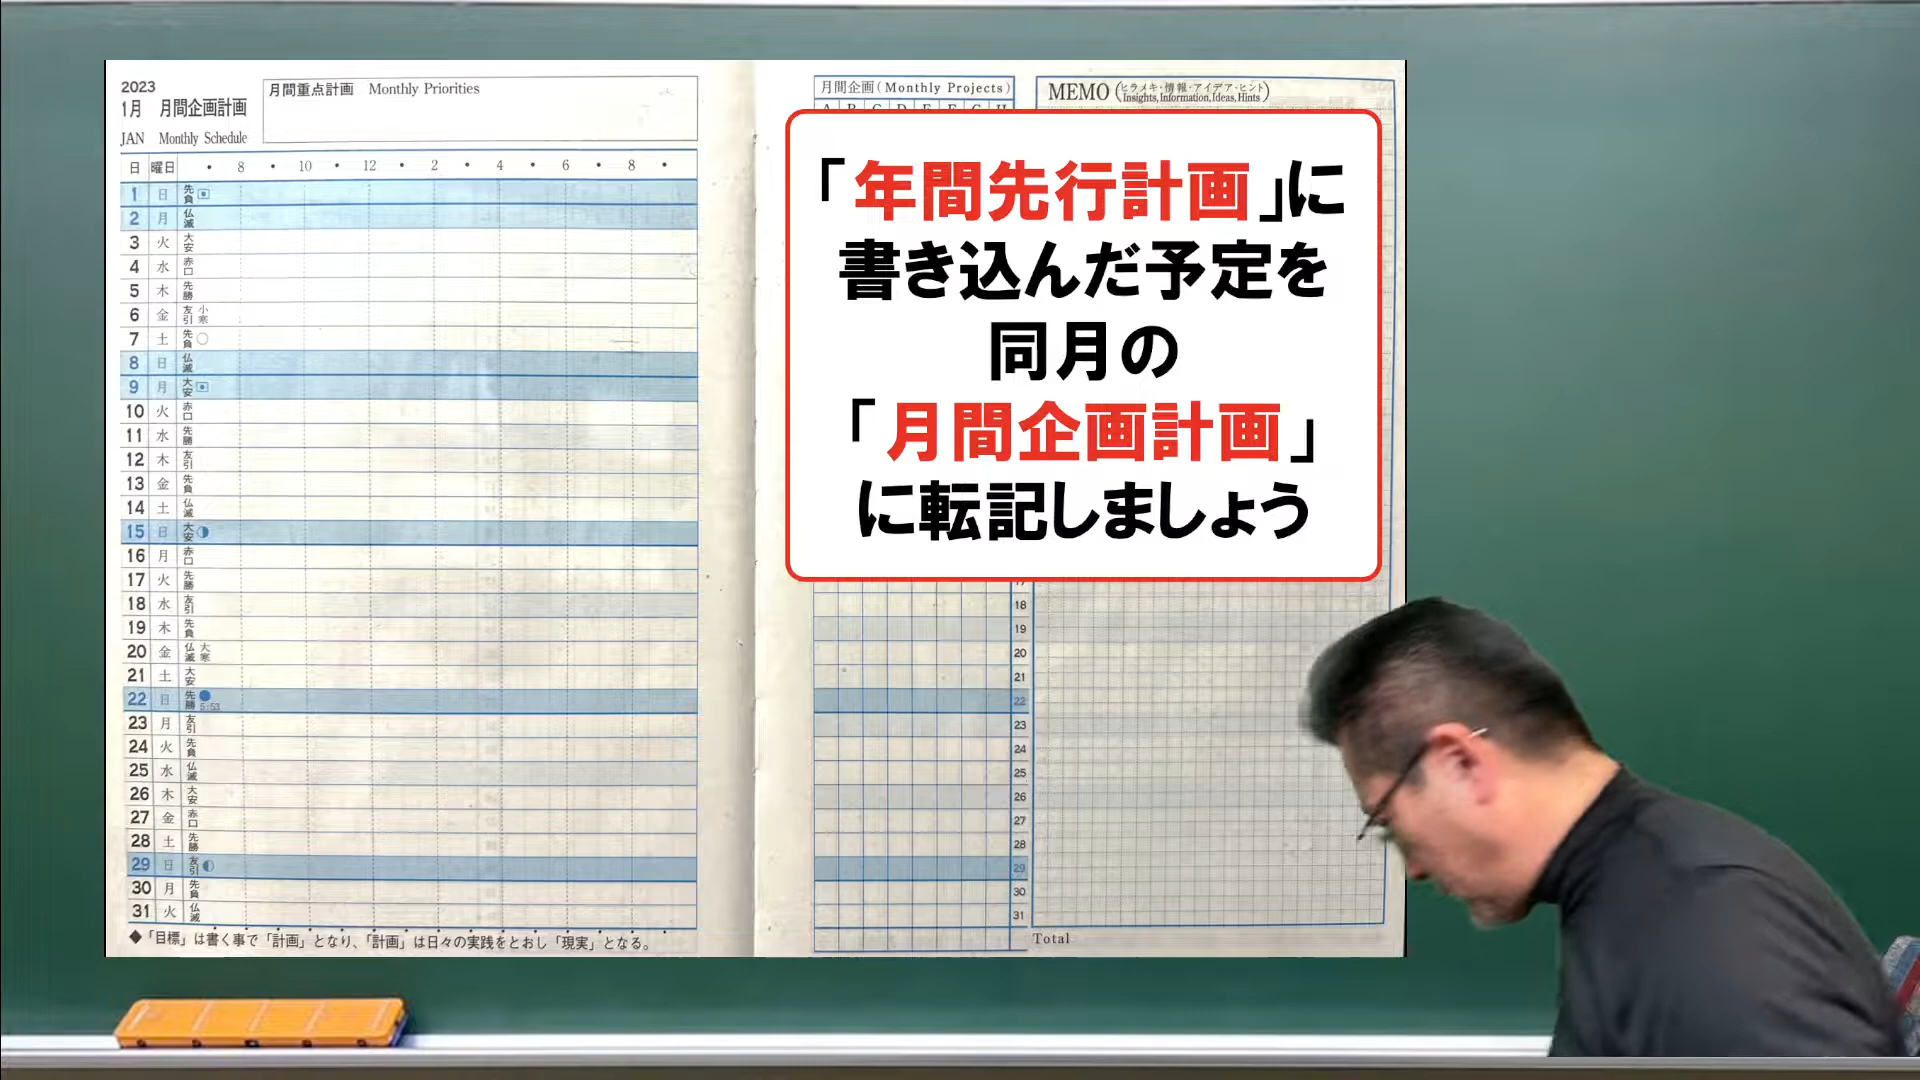 2023
1月 月間企画計画
JAN Monthly Schedule
月間重点計画 Monthly Priorities
日 曜日 ・ 8 ・ 10 ・ 12 ・ 2 ・ 4 ・ 6 ・ 8 ・
1 日 先負
2 月 仏滅
3 火 大安
4 水 赤口
5 木 先勝
6 金 友引 小寒
7 土 先負
8 日 仏滅
9 月 大安
10 火 赤口
11 水 先勝
12 木 友引
13 金 先負
14 土 仏滅
15 日 大安
16 月 赤口
17 火 先勝
18 水 友引
19 木 先負
20 金 仏滅 大寒
21 土 大安
22 日 先勝 5:53
23 月 友引
24 火 先負
25 水 仏滅
26 木 大安
27 金 赤口
28 土 先勝
29 日 友引
30 月 先負
31 火 仏滅
◆「目標」は書く事で「計画」となり、「計画」は日々の実践をとおし「現実」となる。
月間企画(Monthly Projects)
A B C D E F G H
MEMO(ヒラメキ・情報・アイデア・ヒント)
Insights,Information,Ideas,Hints
「年間先行計画」に
書き込んだ予定を
同月の
「月間企画計画」
に転記しましょう
17
18
19
20
21
22
23
24
25
26
27
28
29
30
31
Total